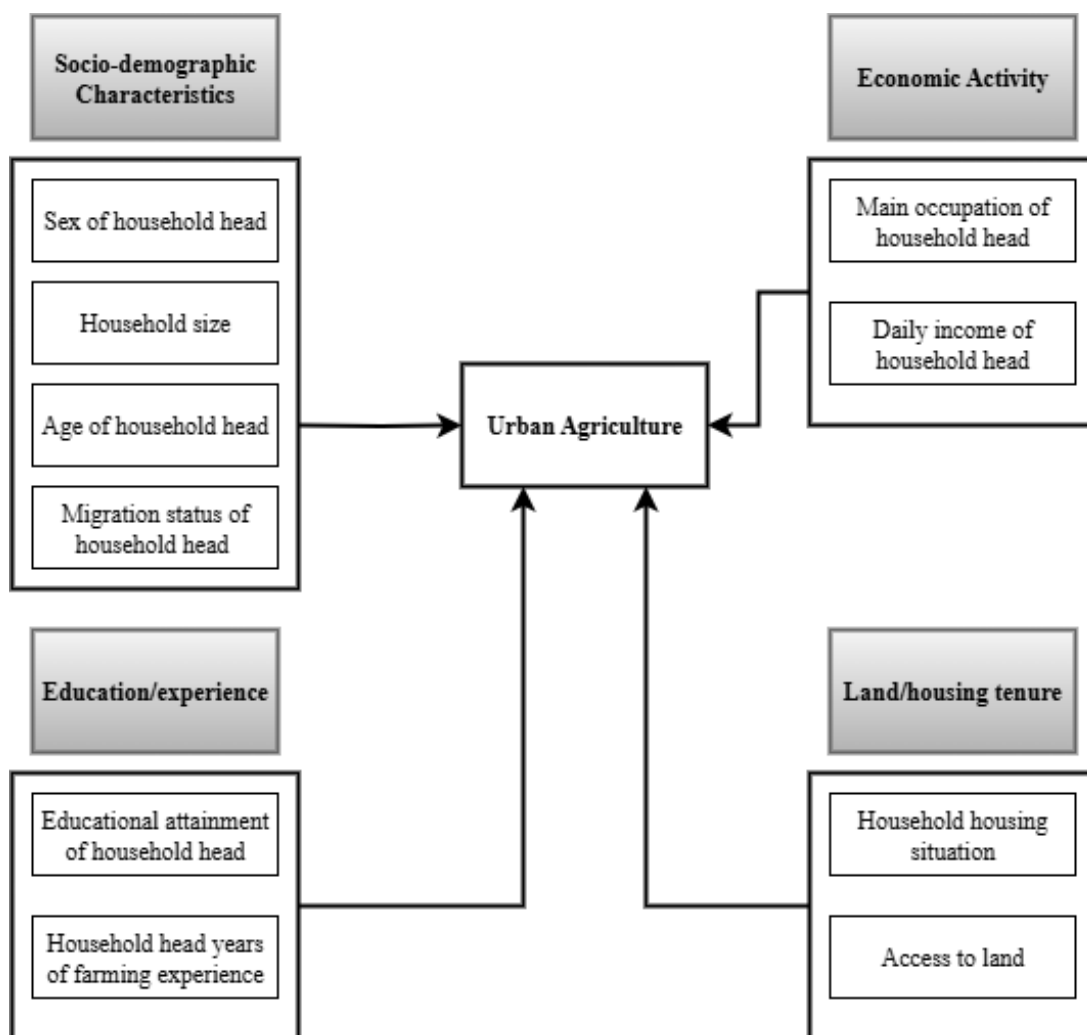 Socio-demographic
Characteristics
Sex of household head
Household size
Age of household head
Migration status of
household head
Economic Activity
Main occupation of
household head
Daily income of
household head
Urban Agriculture
Education/experience
Educational attainment
of household head
Household head years
of farming experience
Land/housing tenure
Household housing
situation
Access to land